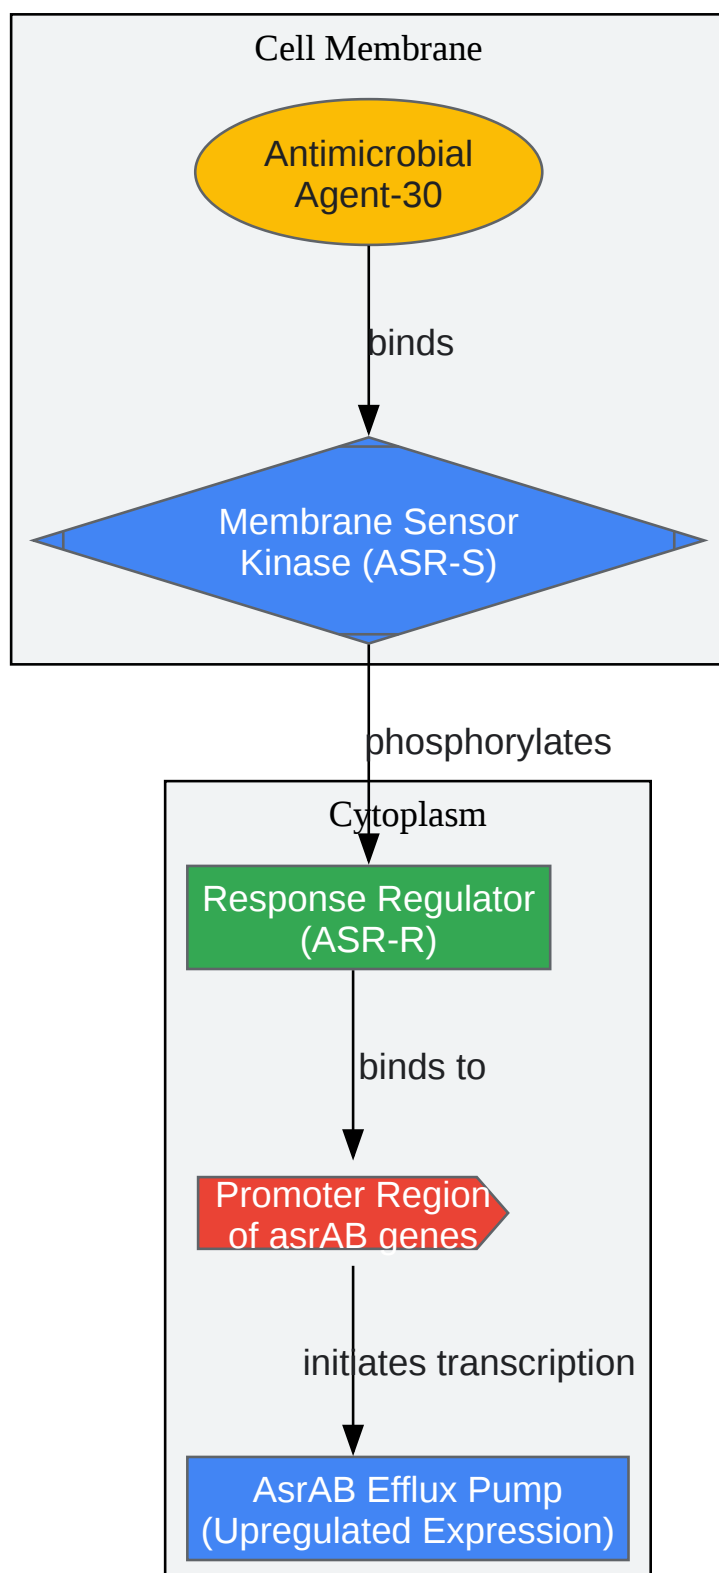 Cell Membrane
Antimicrobial
Agent-30
binds
Membrane Sensor
Kinase (ASR-S)
phosphorylates
Cytoplasm
Response Regulator
(ASR-R)
binds to
Promoter Region
of asrAB genes
initiates transcription
AsrAB Efflux Pump
(Upregulated Expression)